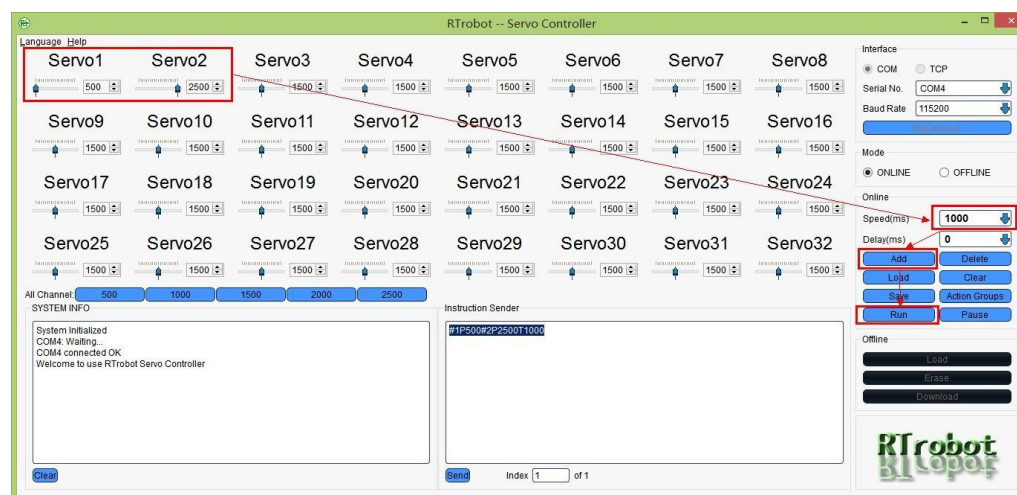 RTrobot -- Servo Controller
Language Help
Servo1 Servo2 Servo3 Servo4 Servo5 Servo6 Servo7 Servo8
500 2500 1500 1500 1500 1500 1500 1500
Servo9 Servo10 Servo11 Servo12 Servo13 Servo14 Servo15 Servo16
1500 1500 1500 1500 1500 1500 1500 1500
Servo17 Servo18 Servo19 Servo20 Servo21 Servo22 Servo23 Servo24
1500 1500 1500 1500 1500 1500 1500 1500
Servo25 Servo26 Servo27 Servo28 Servo29 Servo30 Servo31 Servo32
1500 1500 1500 1500 1500 1500 1500 1500
All Channel: 500 1000 1500 2000 2500
SYSTEM INFO
System Initialized
COM4: Waiting...
COM4 connected OK
Welcome to use RTrobot Servo Controller
Clear
Instruction Sender
#1P500#2P2500T1000
Send Index 1 of 1
Interface
COM TCP
Serial No. COM4
Baud Rate 115200
Mode
ONLINE OFFLINE
Online
Speed(ms) 1000
Delay(ms) 0
Add Delete
Load Clear
Save Action Groups
Run Pause
Offline
Load
Erase
Download
RTrobot